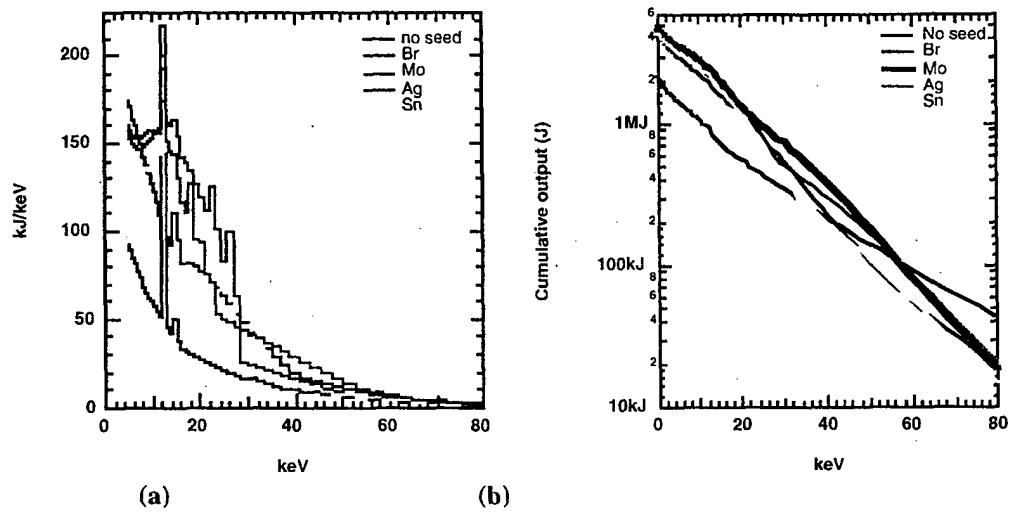 200
150
100
50
0
kJ/keV
no seed
Br
Mo
Ag
Sn
0 20 40 60 80
keV
(a)
6
4
2
1MJ
8
6
4
2
100kJ
8
6
4
2
10kJ
Cumulative output (J)
No seed
Br
Mo
Ag
Sn
0 20 40 60 80
keV
(b)